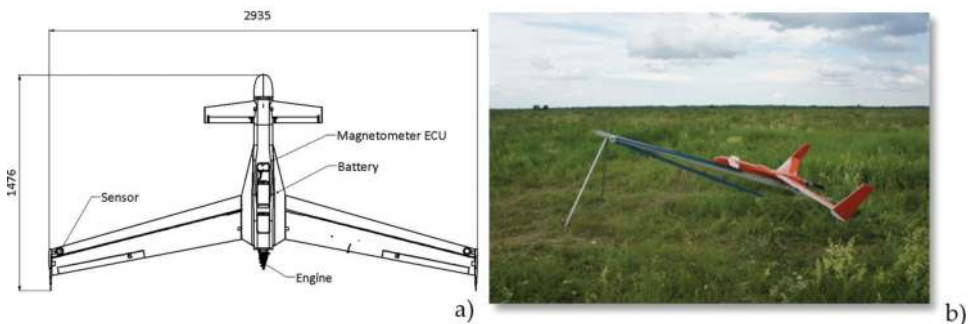 2935
1476
Magnetometer ECU
Battery
Sensor
Engine
a)
b)